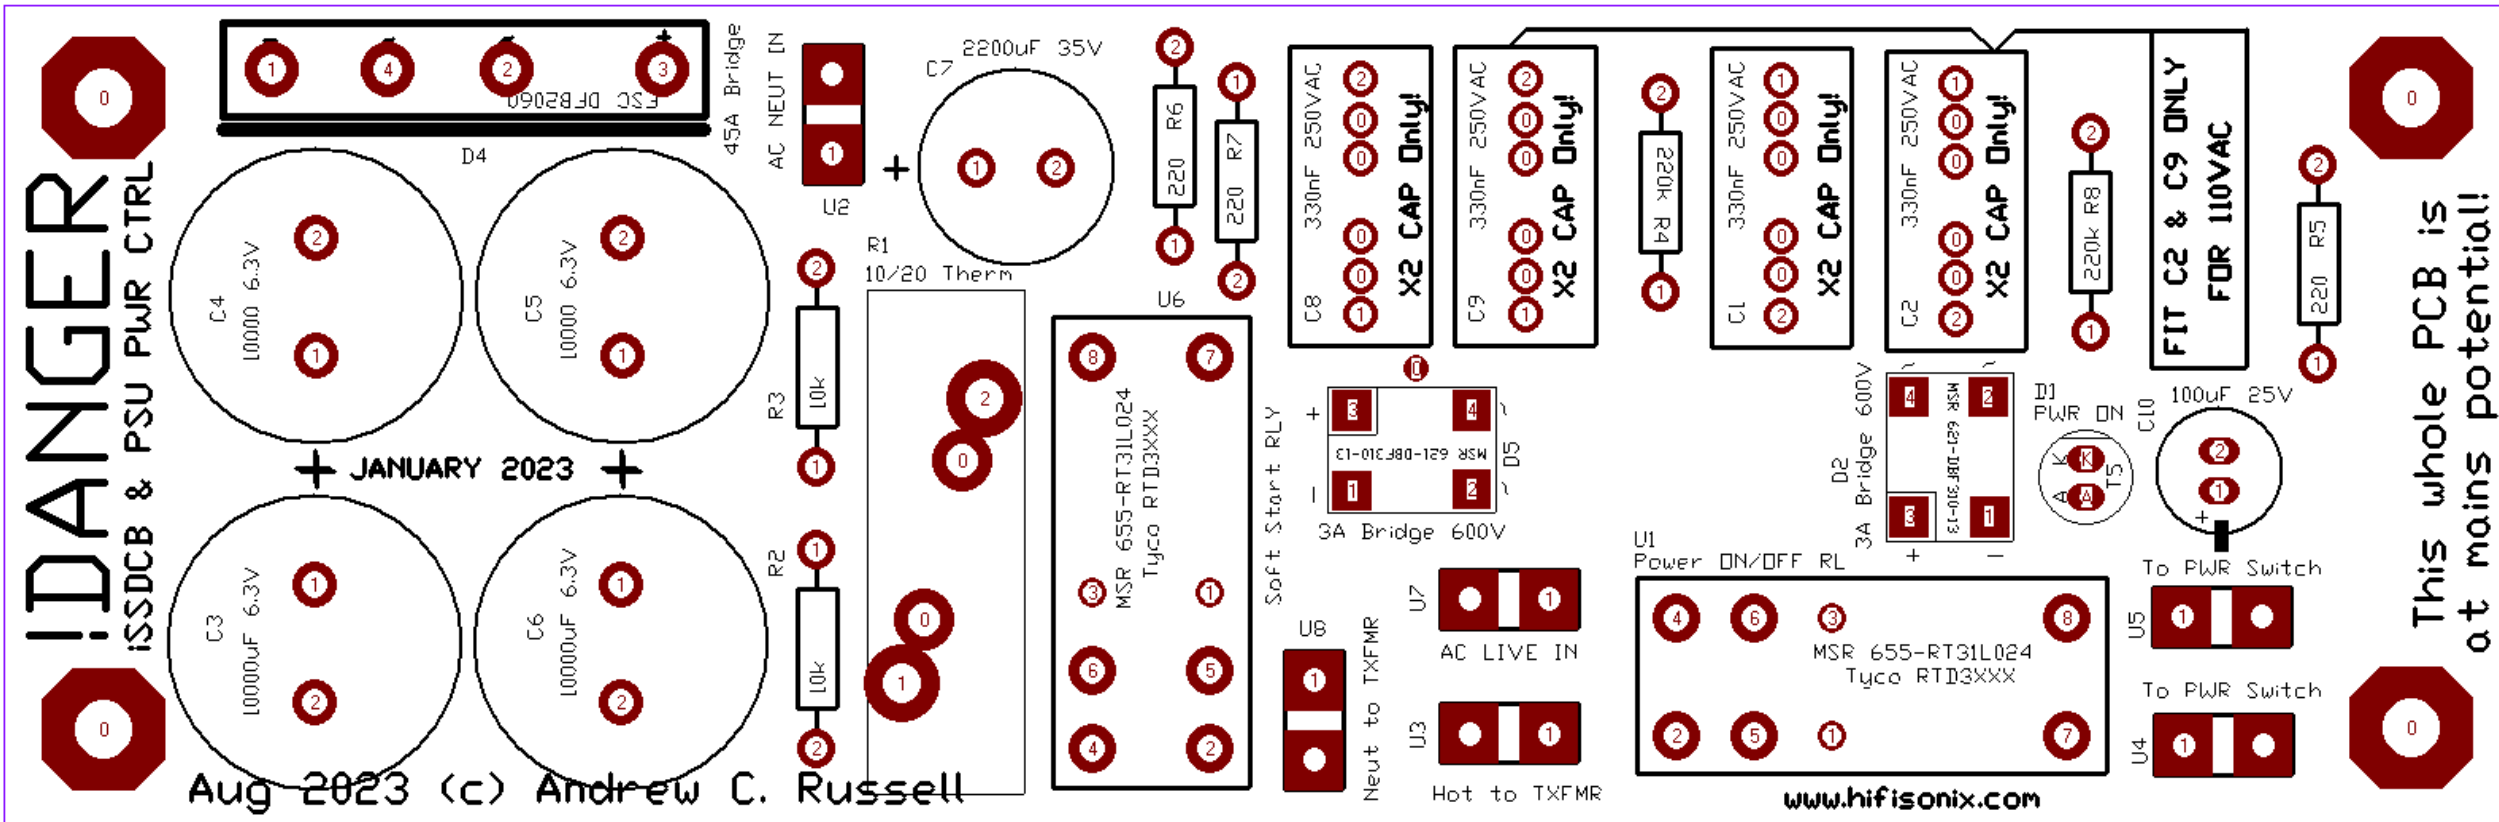 !DANGER
iSSDCB & PSU PWR CTRL
FSC DFB2060
45A Bridge
D4
AC NEUT IN
U2
2200uF 35V
C7
+
C4
10000 6.3V
C5
10000 6.3V
JANUARY 2023
C3
10000uF 6.3V
C6
10000uF 6.3V
R3
10k
R2
10k
R1
10/20 Therm
220 R6
220 R7
U6
MSR 655-RT31L024
Tyco RTD3XXX
Soft Start RLY
C8 330nF 250VAC
X2 CAP Only!
C9 330nF 250VAC
X2 CAP Only!
220k R4
C1 330nF 250VAC
X2 CAP Only!
C2 330nF 250VAC
X2 CAP Only!
220k R8
FIT C2 & C9 ONLY
FOR 110VAC
220 R5
MSR 621-DBF310-13
D5
3A Bridge 600V
D2
3A Bridge 600V
MSR 621-DBF310-13
D1
PWR ON
K
A
T5
100uF 25V
C10
U7
AC LIVE IN
U8
Neut to TXFMR
U3
Hot to TXFMR
U1
Power ON/OFF RL
MSR 655-RT31L024
Tyco RTD3XXX
To PWR Switch
U5
To PWR Switch
U4
This whole PCB is
at mains potential!
Aug 2023 (c) Andrew C. Russell
www.hifisonix.com